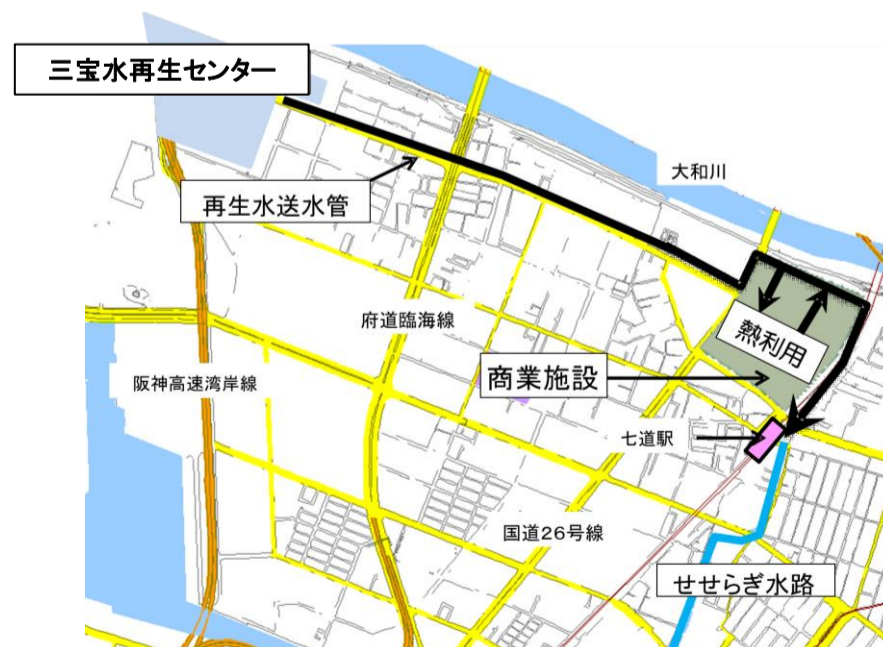 三宝水再生センター
大和川
再生水送水管
府道臨海線
熱利用
商業施設
阪神高速湾岸線
七道駅
国道26号線
せせらぎ水路